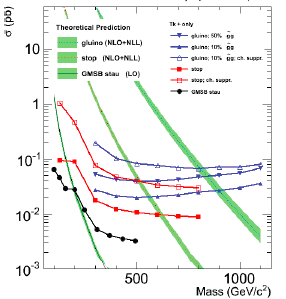 σ (pb)
Tk + only)
Theoretical Prediction
gluino (NLO+NLL)
stop (NLO+NLL)
GMSB stau (LO)
gluino; 50% g̃g
gluino; 10% g̃g
gluino; 10% g̃g; ch. suppr.
stop
stop; ch. suppr.
GMSB stau
10
1
10⁻¹
10⁻²
10⁻³
500
1000
Mass (GeV/c²)